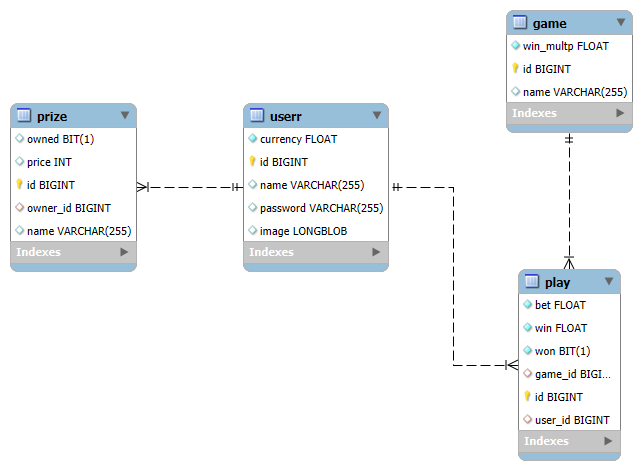 game
win_multp FLOAT
id BIGINT
name VARCHAR(255)
Indexes
prize
owned BIT(1)
price INT
id BIGINT
owner_id BIGINT
name VARCHAR(255)
Indexes
userr
currency FLOAT
id BIGINT
name VARCHAR(255)
password VARCHAR(255)
image LONGBLOB
Indexes
play
bet FLOAT
win FLOAT
won BIT(1)
game_id BIGI...
id BIGINT
user_id BIGINT
Indexes